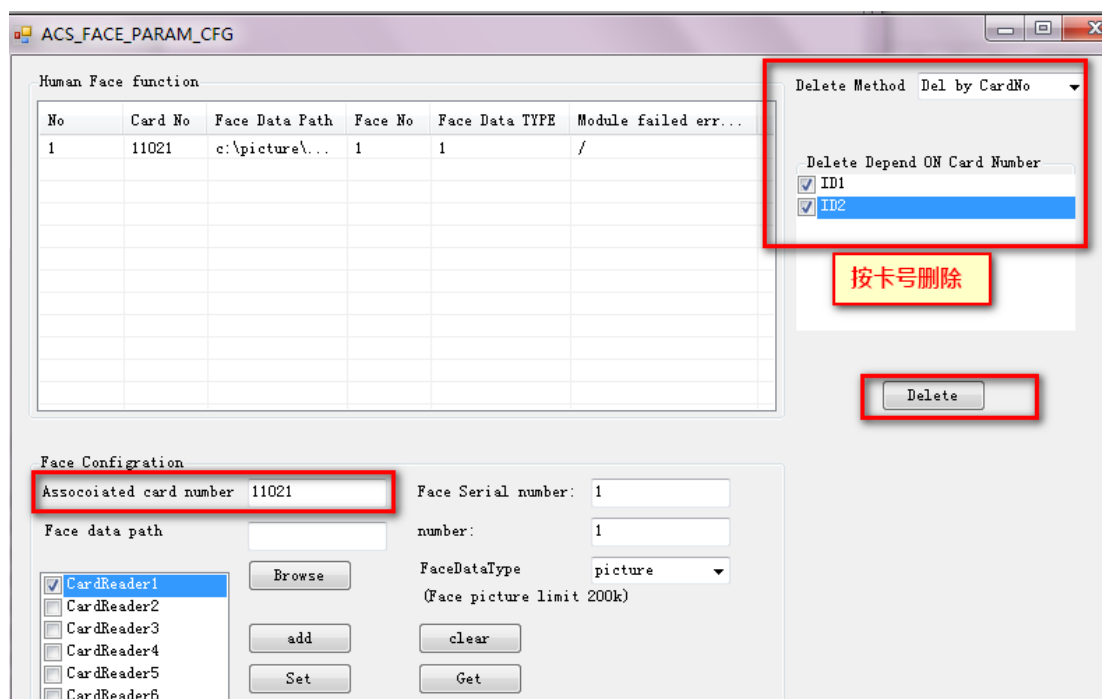 ACS_FACE_PARAM_CFG
Human Face function
No Card No Face Data Path Face No Face Data TYPE Module failed err...
1 11021 c:\picture\... 1 1 /
Delete Method Del by CardNo
Delete Depend ON Card Number
ID1
ID2
按卡号删除
Delete
Face Configration
Assocoiated card number 11021
Face Serial number: 1
Face data path
number: 1
CardReader1
CardReader2
CardReader3
CardReader4
CardReader5
CardReader6
Browse
FaceDataType picture
(Face picture limit 200k)
add
clear
Set
Get